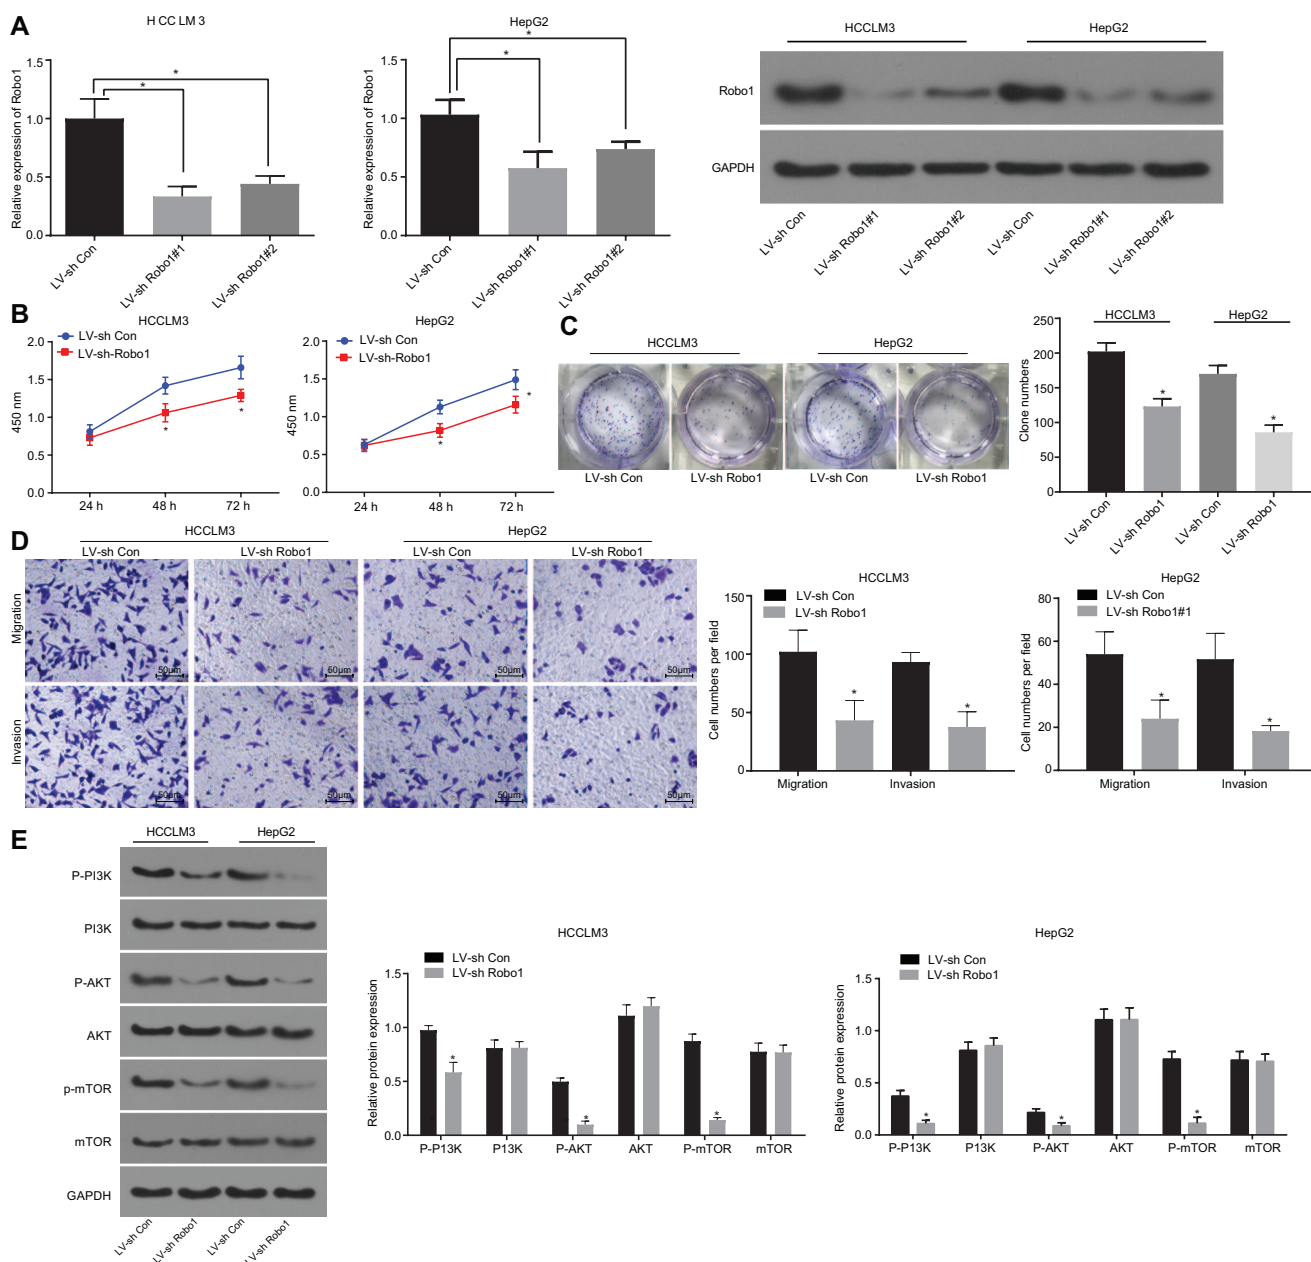 A
H CC LM 3
Relative expression of Robo1
1.5
1.0
0.5
0.0
*
*
LV-sh Con
LV-sh Robo1#1
LV-sh Robo1#2
HepG2
Relative expression of Robo1
1.5
1.0
0.5
0.0
*
*
LV-sh Con
LV-sh Robo1#1
LV-sh Robo1#2
HCCLM3
HepG2
Robo1
GAPDH
LV-sh Con
LV-sh Robo1#1
LV-sh Robo1#2
LV-sh Con
LV-sh Robo1#1
LV-sh Robo1#2
B
HCCLM3
LV-sh Con
LV-sh-Robo1
450 nm
2.0
1.5
1.0
0.5
0.0
*
*
24 h
48 h
72 h
HepG2
LV-sh Con
LV-sh-Robo1
450 nm
2.0
1.5
1.0
0.5
0.0
*
*
24 h
48 h
72 h
C
HCCLM3
HepG2
LV-sh Con
LV-sh Robo1
LV-sh Con
LV-sh Robo1
HCCLM3
HepG2
Clone numbers
250
200
150
100
50
0
*
*
LV-sh Con
LV-sh Robo1
LV-sh Con
LV-sh Robo1
D
HCCLM3
HepG2
LV-sh Con
LV-sh Robo1
LV-sh Con
LV-sh Robo1
Migration
50μm
50μm
50μm
50μm
Invasion
50μm
50μm
50μm
50μm
HCCLM3
LV-sh Con
LV-sh Robo1
Cell numbers per field
150
100
50
0
*
*
Migration
Invasion
HepG2
LV-sh Con
LV-sh Robo1#1
Cell numbers per field
80
60
40
20
0
*
*
Migration
Invasion
E
HCCLM3
HepG2
P-PI3K
PI3K
P-AKT
AKT
p-mTOR
mTOR
GAPDH
LV-sh Con
LV-sh Robo1
LV-sh Con
LV-sh Robo1
HCCLM3
LV-sh Con
LV-sh Robo1
Relative protein expression
1.5
1.0
0.5
0.0
*
*
*
P-P13K
P13K
P-AKT
AKT
P-mTOR
mTOR
HepG2
LV-sh Con
LV-sh Robo1
Relative protein expression
1.5
1.0
0.5
0.0
*
*
*
P-P13K
P13K
P-AKT
AKT
P-mTOR
mTOR